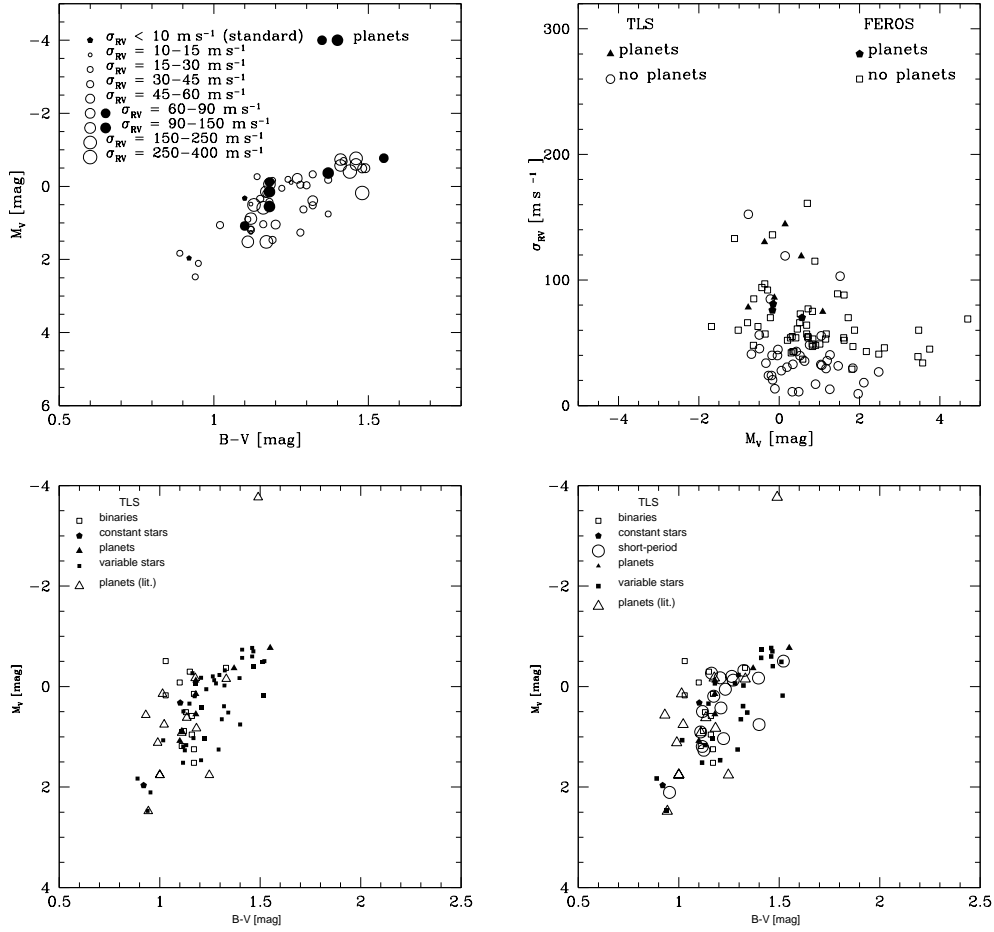 σRV < 10 m s−1 (standard) planets
σRV = 10−15 m s−1
σRV = 15−30 m s−1
σRV = 30−45 m s−1
σRV = 45−60 m s−1
σRV = 60−90 m s−1
σRV = 90−150 m s−1
σRV = 150−250 m s−1
σRV = 250−400 m s−1
−4
−2
0
2
4
6
MV [mag]
0.5 1 1.5
B−V [mag]
TLS FEROS
planets planets
no planets no planets
300
200
100
0
σRV [m s−1]
−4 −2 0 2 4
MV [mag]
TLS
binaries
constant stars
planets
variable stars
planets (lit.)
−4
−2
0
2
4
MV [mag]
0.5 1 1.5 2 2.5
B-V [mag]
TLS
binaries
constant stars
short-period
planets
variable stars
planets (lit.)
−4
−2
0
2
4
MV [mag]
0.5 1 1.5 2 2.5
B-V [mag]